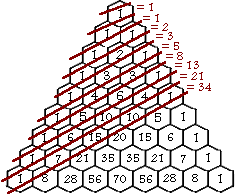 1 = 1
= 1
1 1 = 2
= 3
1 2 1 = 5
= 8
= 13
1 3 3 1 = 21
= 34
1 4 6 4 1
1 5 10 10 5 1
1 6 15 20 15 6 1
1 7 21 35 35 21 7 1
1 8 28 56 70 56 28 8 1